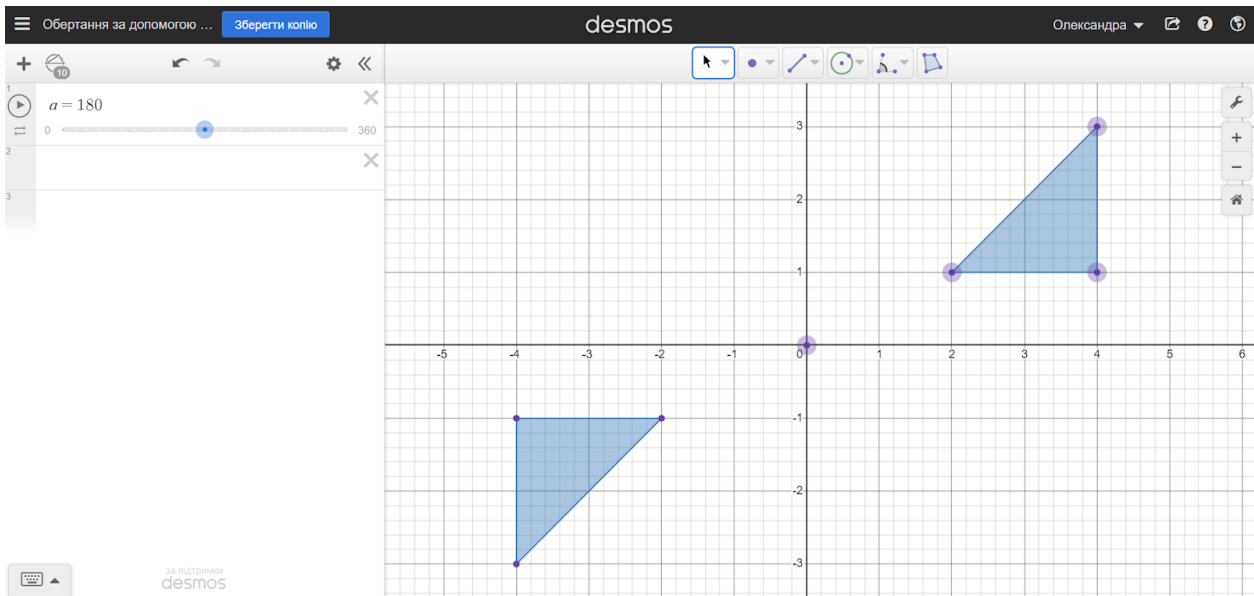 Обертання за допомогою ... Зберегти копію desmos Олександра
10
1
a = 180
0 360
2
3
3
2
1
-5 -4 -3 -2 -1 0 1 2 3 4 5 6
-1
-2
-3
за підтримки
desmos